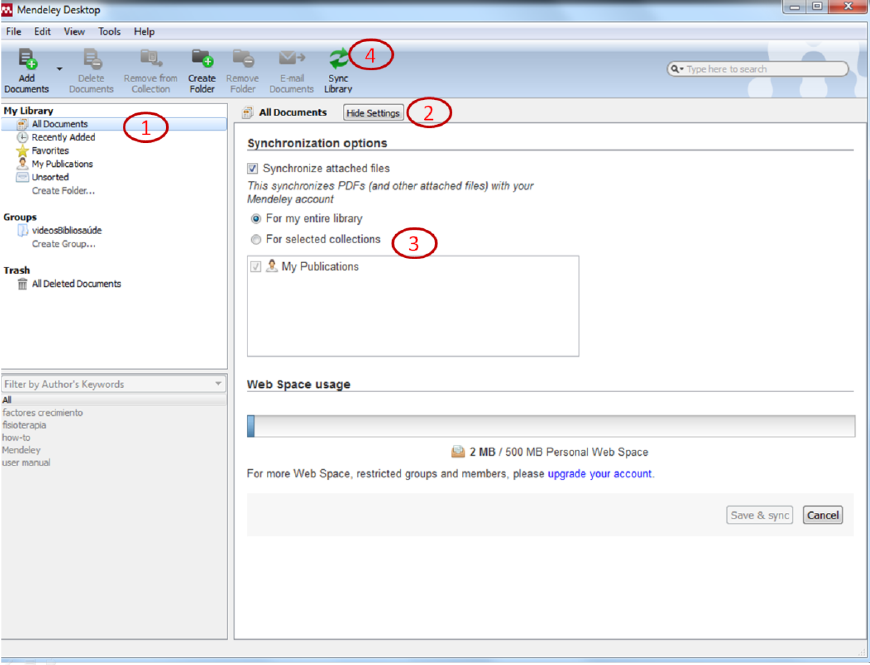 Mendeley Desktop
File Edit View Tools Help
Add Documents
Delete Documents
Remove from Collection
Create Folder
Remove Folder
E-mail Documents
Sync Library
4
Type here to search
My Library
All Documents
1
Recently Added
Favorites
My Publications
Unsorted
Create Folder...
Groups
videosBibliosaúde
Create Group...
Trash
All Deleted Documents
Filter by Author's Keywords
All
factores crecimiento
fisioterapia
how-to
Mendeley
user manual
All Documents Hide Settings 2
Synchronization options
Synchronize attached files
This synchronizes PDFs (and other attached files) with your
Mendeley account
For my entire library
For selected collections
3
My Publications
Web Space usage
2 MB / 500 MB Personal Web Space
For more Web Space, restricted groups and members, please upgrade your account.
Save & sync Cancel